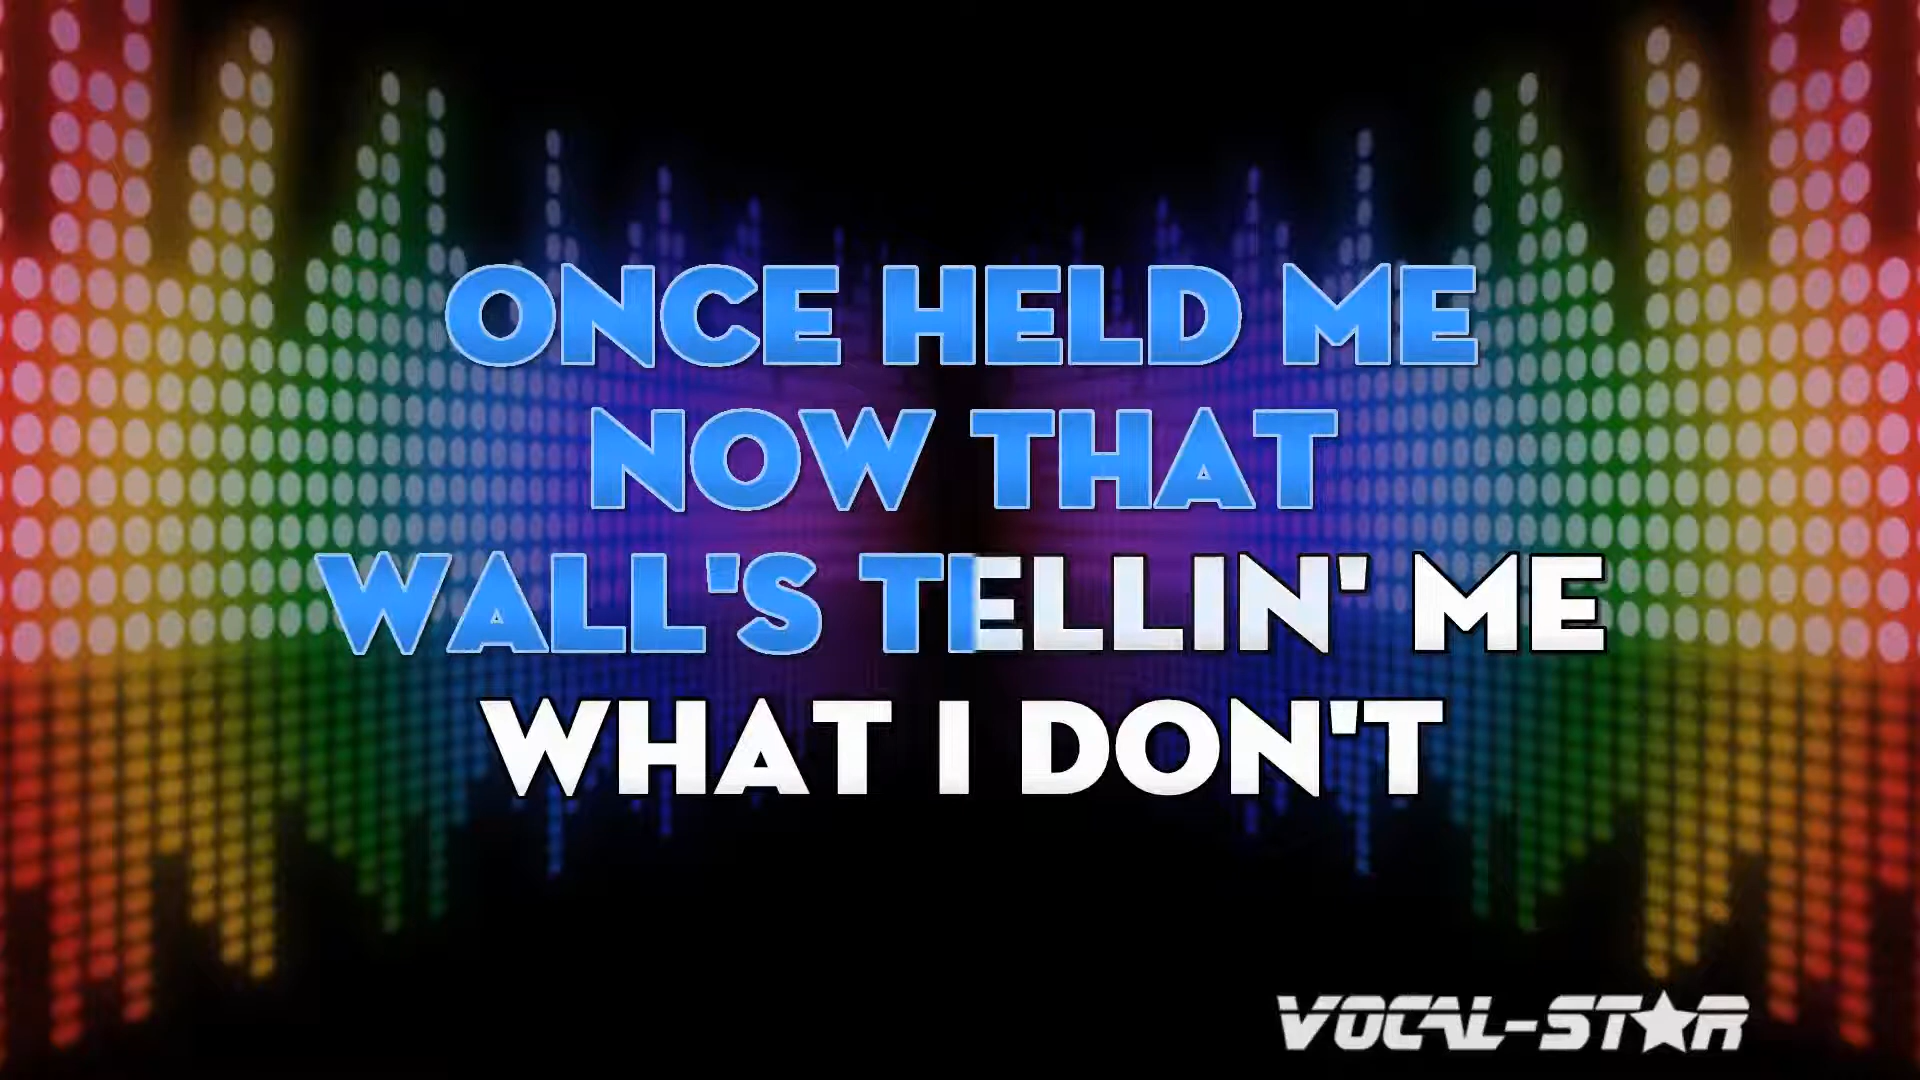 ONCE HELD ME
NOW THAT
WALL'S TELLIN' ME
WHAT I DON'T
VOCAL-STAR